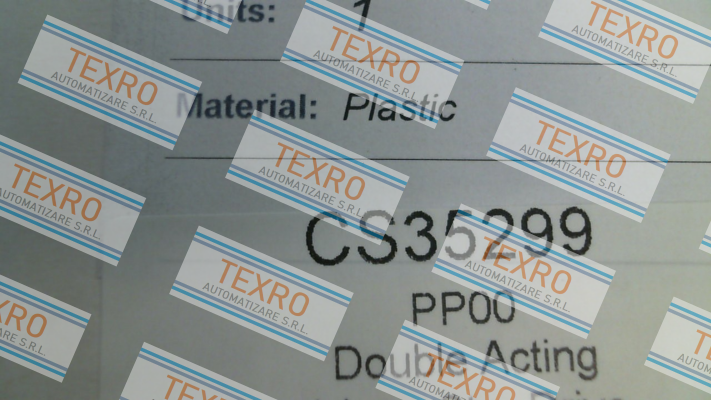 Units: 1
Material: Plastic
CS35299
PP00
Double Acting
TEXRO
AUTOMATIZARE S.R.L.